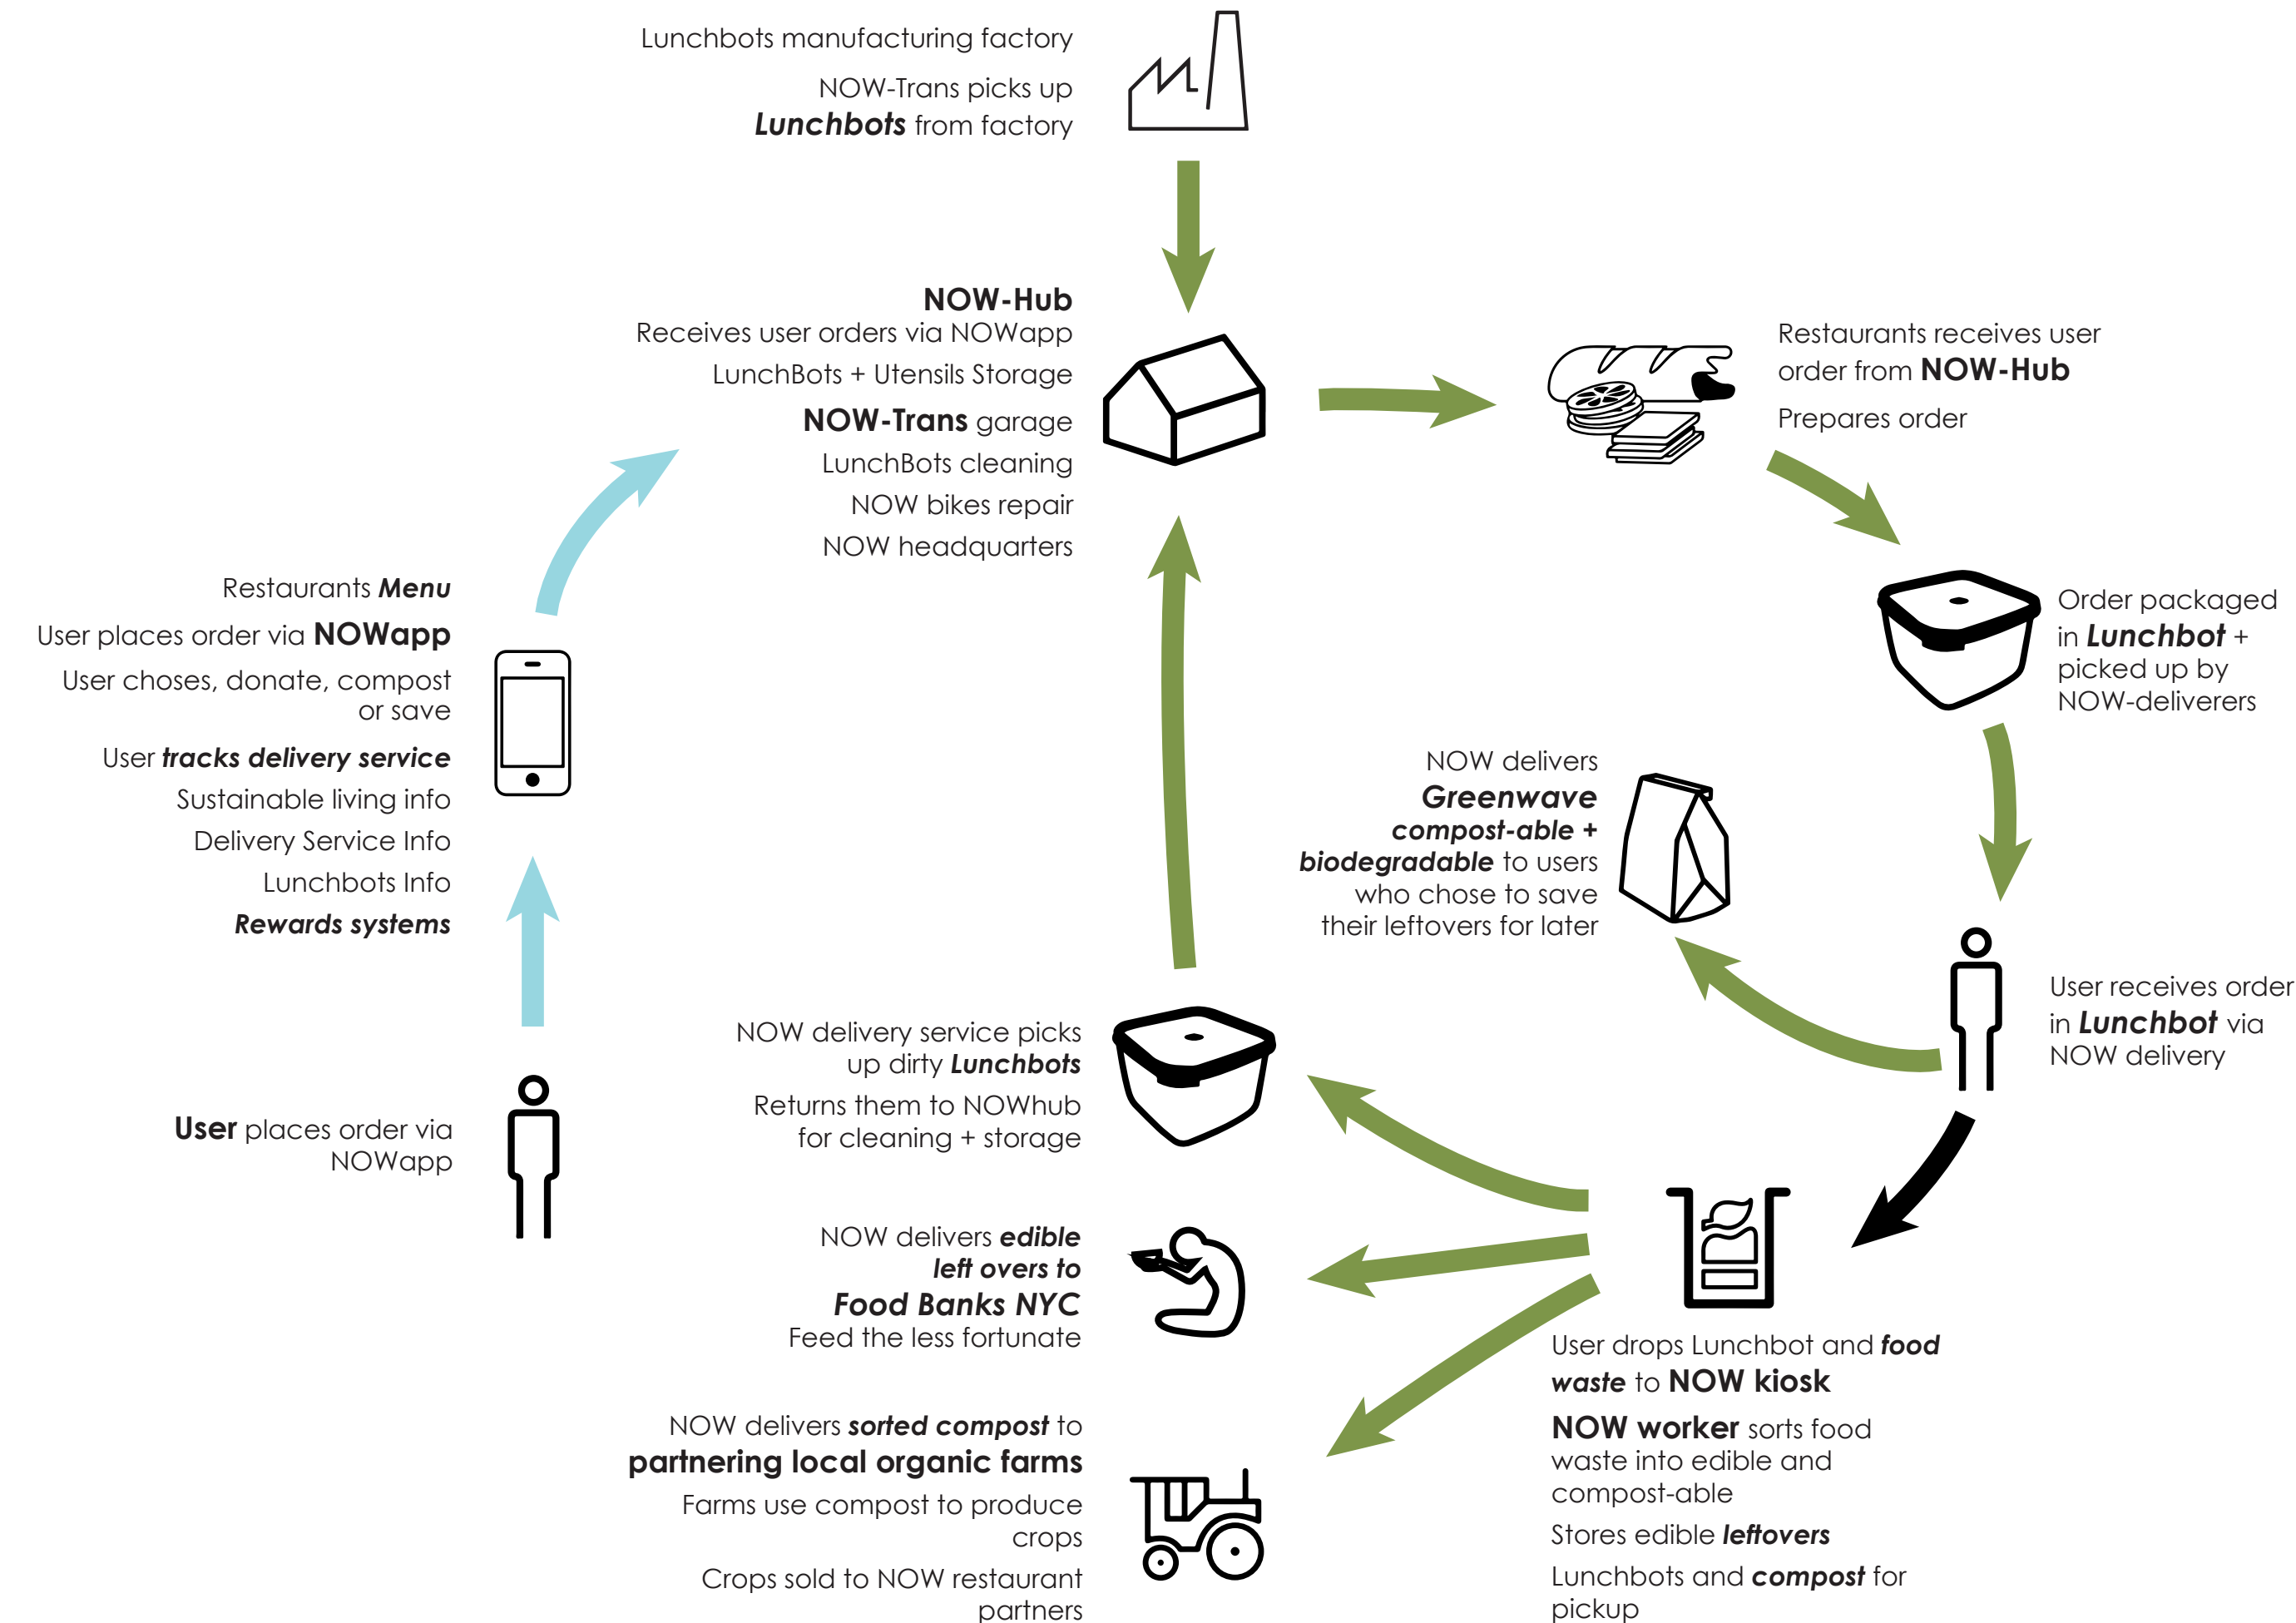 Lunchbots manufacturing factory
NOW-Trans picks up
Lunchbots from factory
NOW-Hub
Receives user orders via NOWapp
LunchBots + Utensils Storage
NOW-Trans garage
LunchBots cleaning
NOW bikes repair
NOW headquarters
Restaurants receives user
order from NOW-Hub
Prepares order
Order packaged
in Lunchbot +
picked up by
NOW-deliverers
Restaurants Menu
User places order via NOWapp
User choses, donate, compost
or save
User tracks delivery service
Sustainable living info
Delivery Service Info
Lunchbots Info
Rewards systems
NOW delivers
Greenwave
compost-able +
biodegradable to users
who chose to save
their leftovers for later
User receives order
in Lunchbot via
NOW delivery
User places order via
NOWapp
NOW delivery service picks
up dirty Lunchbots
Returns them to NOWhub
for cleaning + storage
NOW delivers edible
left overs to
Food Banks NYC
Feed the less fortunate
NOW delivers sorted compost to
partnering local organic farms
Farms use compost to produce
crops
Crops sold to NOW restaurant
partners
User drops Lunchbot and food
waste to NOW kiosk
NOW worker sorts food
waste into edible and
compost-able
Stores edible leftovers
Lunchbots and compost for
pickup